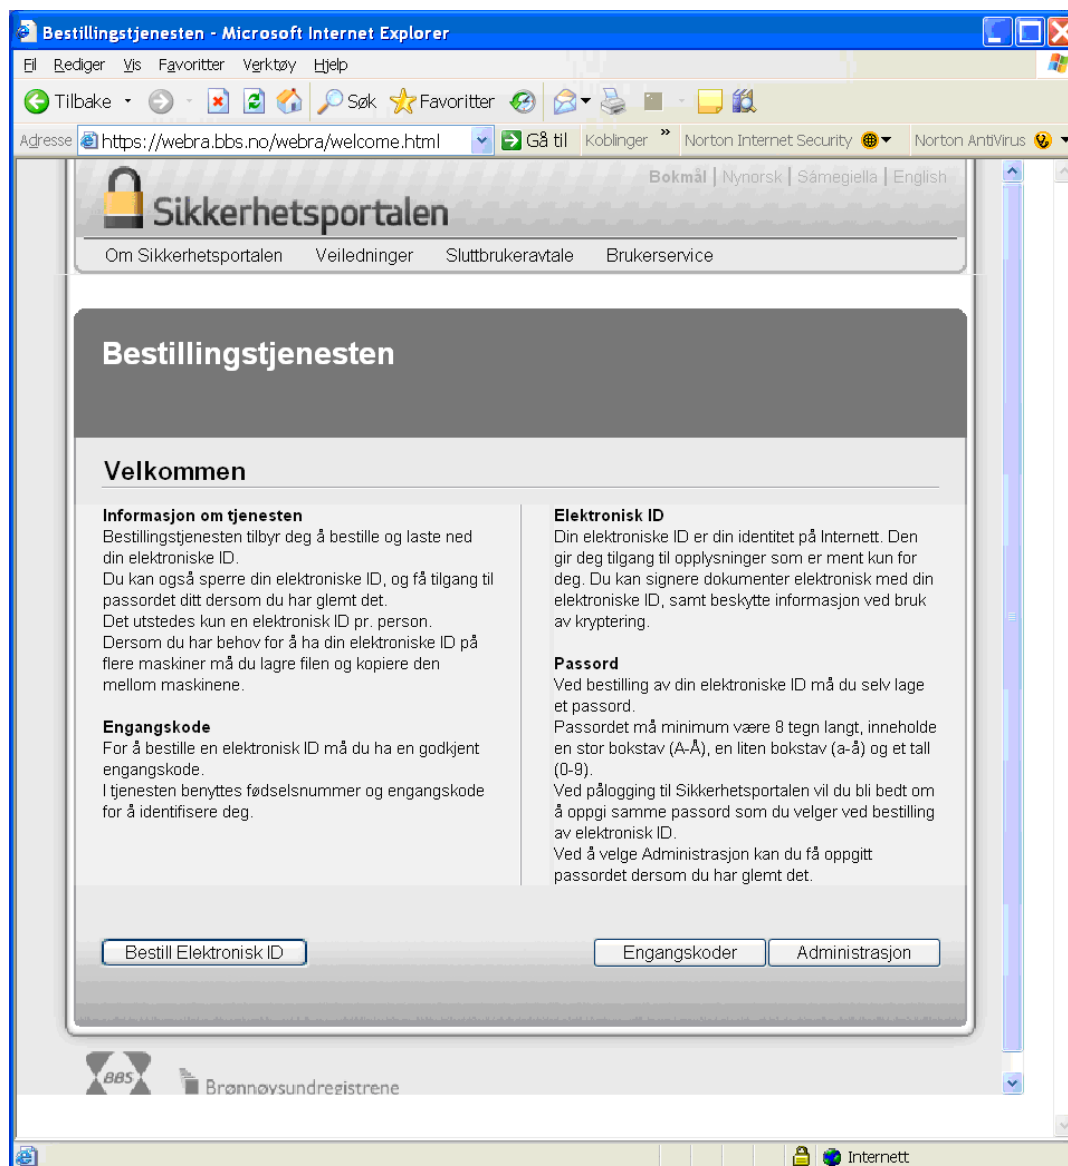 Bestillingstjenesten - Microsoft Internet Explorer
Fil Rediger Vis Favoritter Verktøy Hjelp
Tilbake Søk Favoritter
Adresse https://webra.bbs.no/webra/welcome.html Gå til Koblinger » Norton Internet Security Norton AntiVirus
Bokmål | Nynorsk | Sámegiella | English
Sikkerhetsportalen
Om Sikkerhetsportalen Veiledninger Sluttbrukeravtale Brukerservice
Bestillingstjenesten
Velkommen
Informasjon om tjenesten
Bestillingstjenesten tilbyr deg å bestille og laste ned
din elektroniske ID.
Du kan også sperre din elektroniske ID, og få tilgang til
passordet ditt dersom du har glemt det.
Det utstedes kun en elektronisk ID pr. person.
Dersom du har behov for å ha din elektroniske ID på
flere maskiner må du lagre filen og kopiere den
mellom maskinene.
Engangskode
For å bestille en elektronisk ID må du ha en godkjent
engangskode.
I tjenesten benyttes fødselsnummer og engangskode
for å identifisere deg.
Elektronisk ID
Din elektroniske ID er din identitet på Internett. Den
gir deg tilgang til opplysninger som er ment kun for
deg. Du kan signere dokumenter elektronisk med din
elektroniske ID, samt beskytte informasjon ved bruk
av kryptering.
Passord
Ved bestilling av din elektroniske ID må du selv lage
et passord.
Passordet må minimum være 8 tegn langt, inneholde
en stor bokstav (A-Å), en liten bokstav (a-å) og et tall
(0-9).
Ved pålogging til Sikkerhetsportalen vil du bli bedt om
å oppgi samme passord som du velger ved bestilling
av elektronisk ID.
Ved å velge Administrasjon kan du få oppgitt
passordet dersom du har glemt det.
Bestill Elektronisk ID Engangskoder Administrasjon
BBS Brønnøysundregistrene
Internett